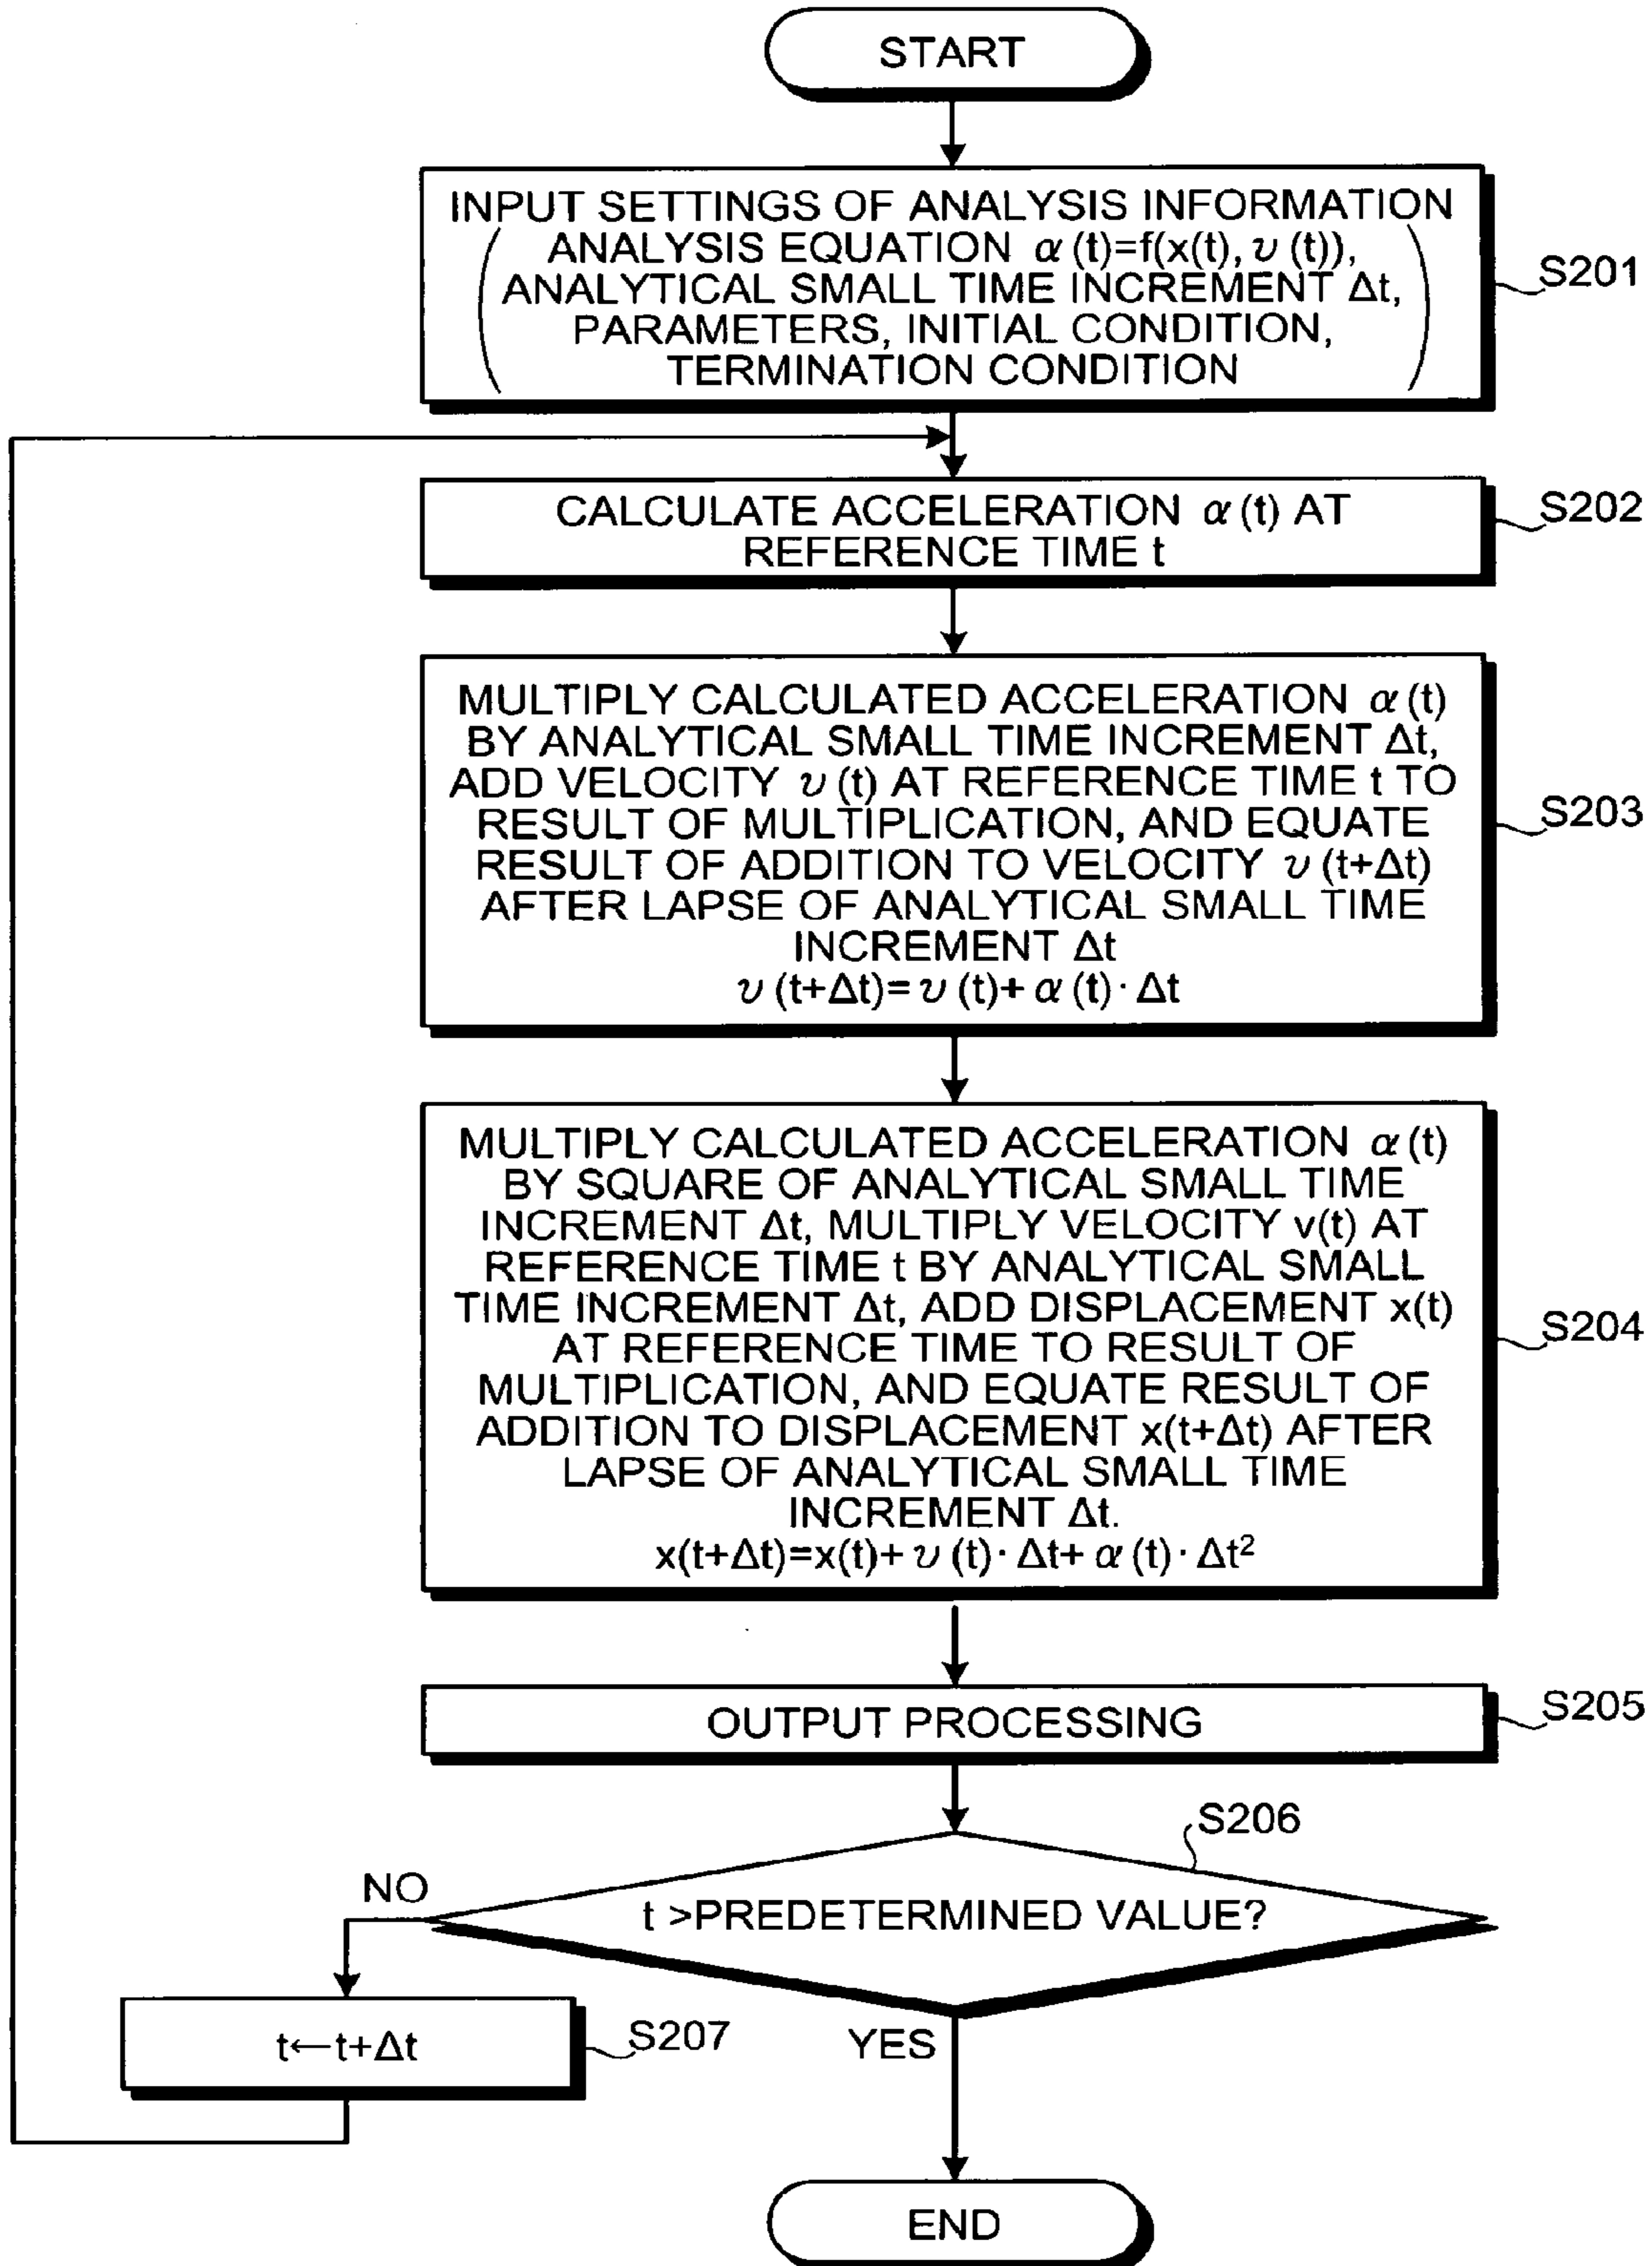 START
INPUT SETTINGS OF ANALYSIS INFORMATION
ANALYSIS EQUATION α(t)=f(x(t), υ(t)),
ANALYTICAL SMALL TIME INCREMENT Δt,
PARAMETERS, INITIAL CONDITION,
TERMINATION CONDITION
S201
CALCULATE ACCELERATION α(t) AT
REFERENCE TIME t
S202
MULTIPLY CALCULATED ACCELERATION α(t)
BY ANALYTICAL SMALL TIME INCREMENT Δt,
ADD VELOCITY υ(t) AT REFERENCE TIME t TO
RESULT OF MULTIPLICATION, AND EQUATE
RESULT OF ADDITION TO VELOCITY υ(t+Δt)
AFTER LAPSE OF ANALYTICAL SMALL TIME
INCREMENT Δt
υ(t+Δt)=υ(t)+α(t)·Δt
S203
MULTIPLY CALCULATED ACCELERATION α(t)
BY SQUARE OF ANALYTICAL SMALL TIME
INCREMENT Δt, MULTIPLY VELOCITY v(t) AT
REFERENCE TIME t BY ANALYTICAL SMALL
TIME INCREMENT Δt, ADD DISPLACEMENT x(t)
AT REFERENCE TIME TO RESULT OF
MULTIPLICATION, AND EQUATE RESULT OF
ADDITION TO DISPLACEMENT x(t+Δt) AFTER
LAPSE OF ANALYTICAL SMALL TIME
INCREMENT Δt.
x(t+Δt)=x(t)+υ(t)·Δt+α(t)·Δt²
S204
OUTPUT PROCESSING
S205
S206
t >PREDETERMINED VALUE?
NO
t←t+Δt
S207
YES
END